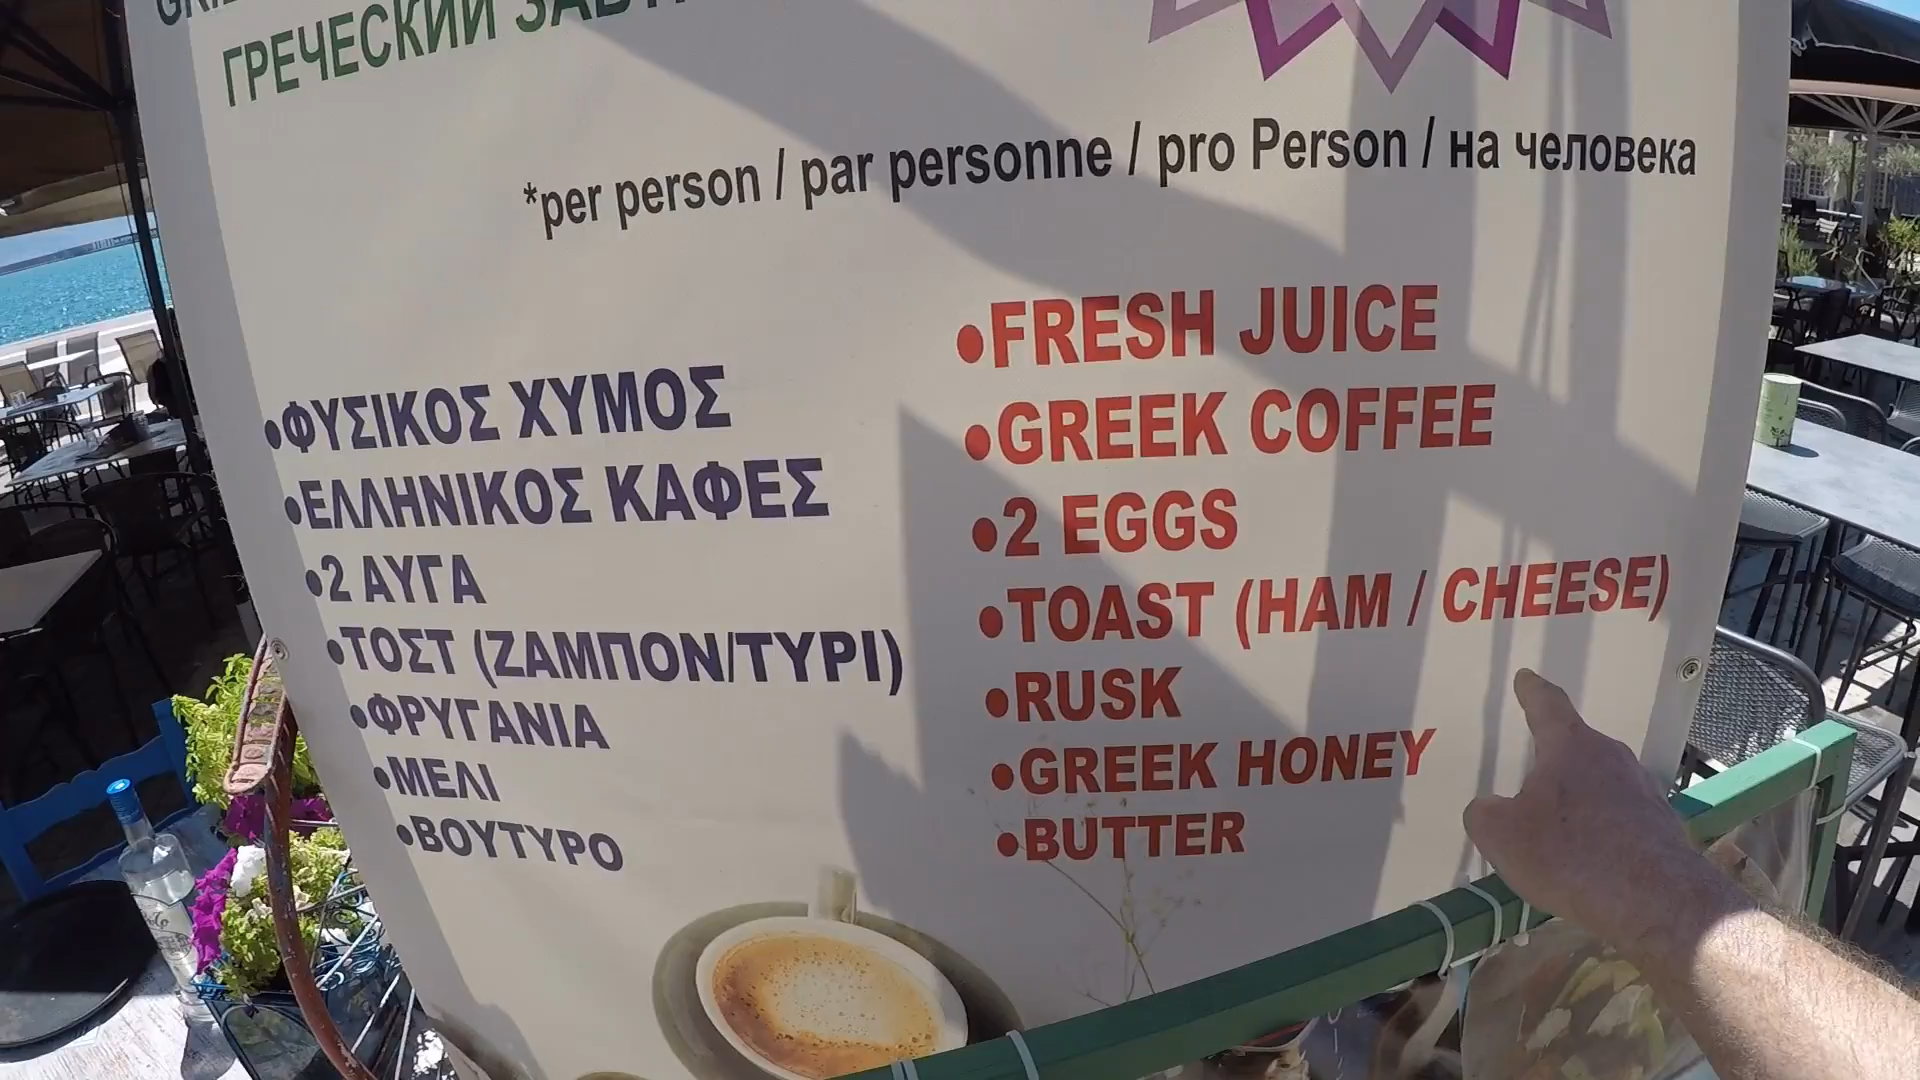 ГРЕЧЕСКИЙ
*per person / par personne / pro Person / на человека
•ΦΥΣΙΚΟΣ ΧΥΜΟΣ
•ΕΛΛΗΝΙΚΟΣ ΚΑΦΕΣ
•2 ΑΥΓΑ
•ΤΟΣΤ (ΖΑΜΠΟΝ/ΤΥΡΙ)
•ΦΡΥΓΑΝΙΑ
•ΜΕΛΙ
•ΒΟΥΤΥΡΟ
•FRESH JUICE
•GREEK COFFEE
•2 EGGS
•TOAST (HAM / CHEESE)
•RUSK
•GREEK HONEY
•BUTTER